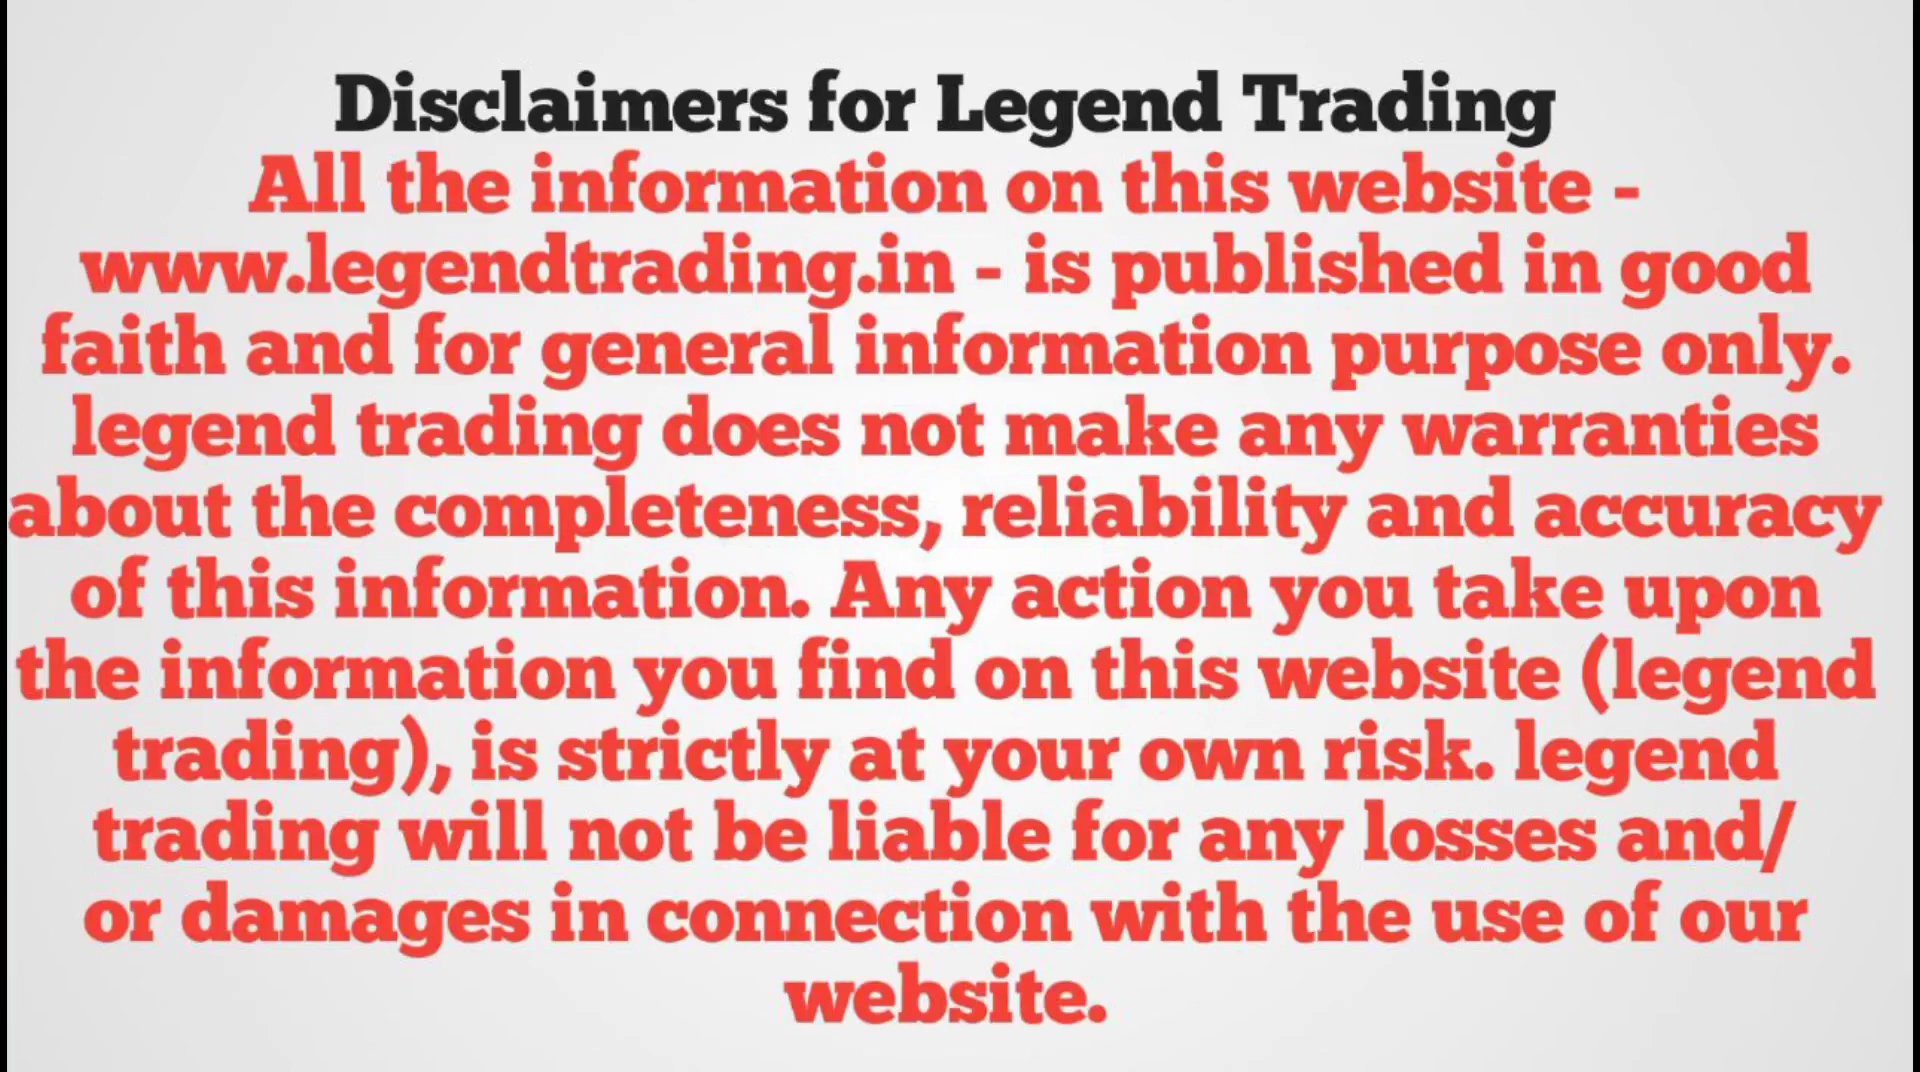 Disclaimers for Legend Trading
All the information on this website -
www.legendtrading.in - is published in good
faith and for general information purpose only.
legend trading does not make any warranties
about the completeness, reliability and accuracy
of this information. Any action you take upon
the information you find on this website (legend
trading), is strictly at your own risk. legend
trading will not be liable for any losses and/
or damages in connection with the use of our
website.